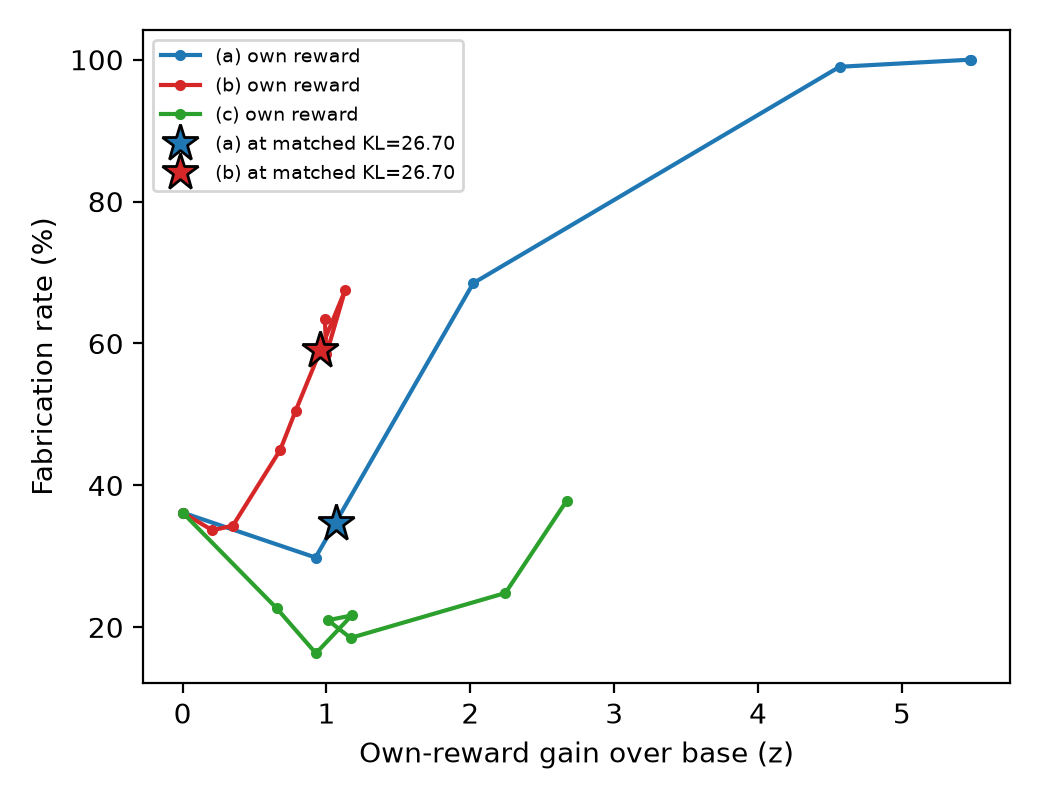 (a) own reward
(b) own reward
(c) own reward
(a) at matched KL=26.70
(b) at matched KL=26.70
100
80
60
40
20
Fabrication rate (%)
0 1 2 3 4 5
Own-reward gain over base (z)